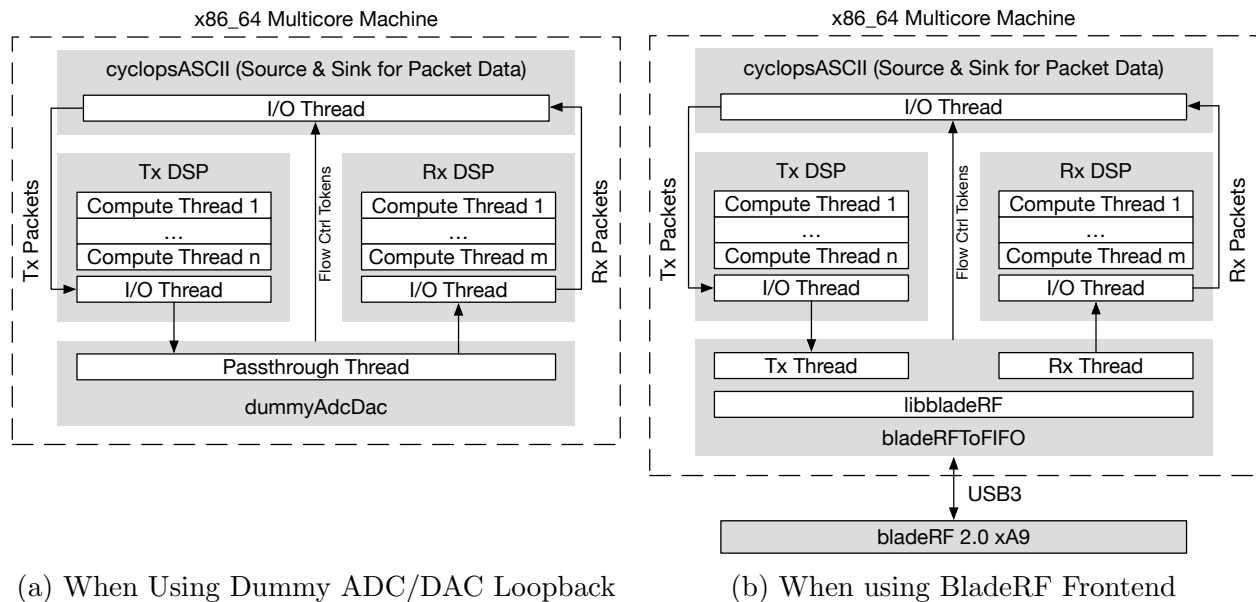 x86_64 Multicore Machine
cyclopsASCII (Source & Sink for Packet Data)
I/O Thread
Tx Packets
Tx DSP
Compute Thread 1
...
Compute Thread n
I/O Thread
Flow Ctrl Tokens
Rx DSP
Compute Thread 1
...
Compute Thread m
I/O Thread
Rx Packets
Passthrough Thread
dummyAdcDac
(a) When Using Dummy ADC/DAC Loopback
x86_64 Multicore Machine
cyclopsASCII (Source & Sink for Packet Data)
I/O Thread
Tx Packets
Tx DSP
Compute Thread 1
...
Compute Thread n
I/O Thread
Flow Ctrl Tokens
Rx DSP
Compute Thread 1
...
Compute Thread m
I/O Thread
Rx Packets
Tx Thread
Rx Thread
libbladeRF
bladeRFToFIFO
USB3
bladeRF 2.0 xA9
(b) When using BladeRF Frontend